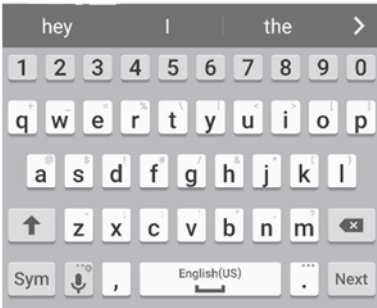 hey I the
1 2 3 4 5 6 7 8 9 0
q w e r t y u i o p
a s d f g h j k l
z x c v b n m
Sym , English(US) . Next